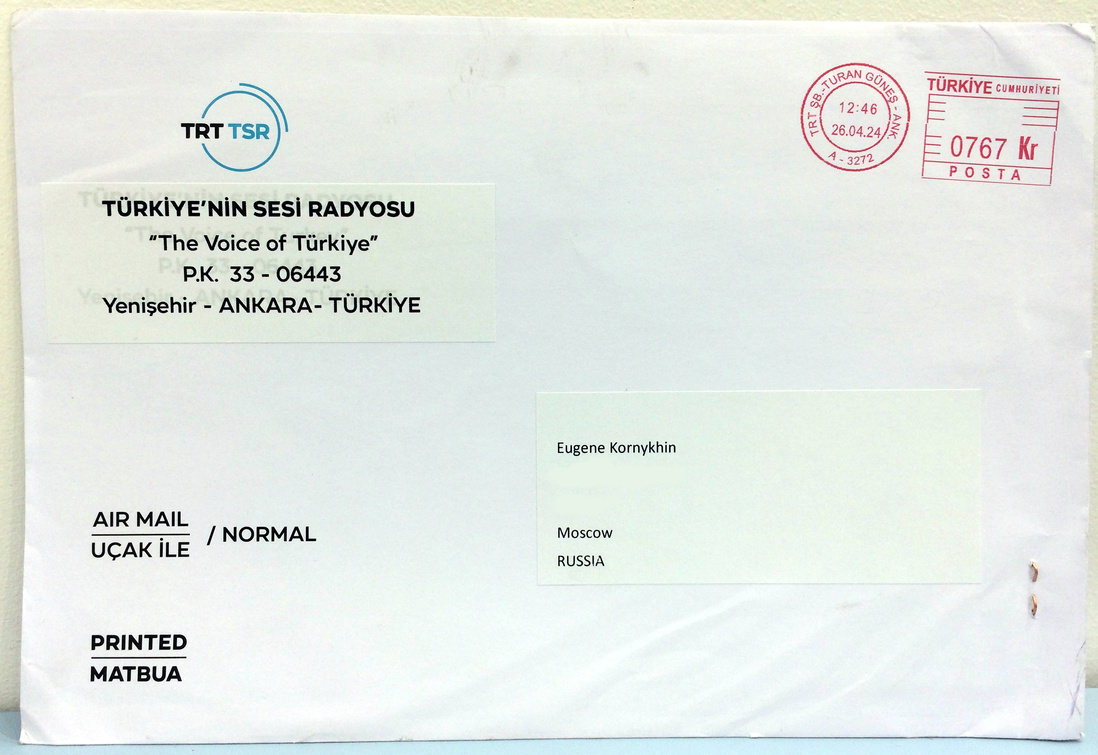 TRT TSR
TÜRKİYE'NİN SESİ RADYOSU
“The Voice of Türkiye”
P.K. 33 - 06443
Yenişehir - ANKARA- TÜRKİYE
TRT ŞB.-TURAN GÜNEŞ - ANK.
12:46
26.04.24
A - 3272
TÜRKİYE CUMHURİYETİ
0767 Kr
POSTA
Eugene Kornykhin
Moscow
RUSSIA
AIR MAIL
UÇAK İLE / NORMAL
PRINTED
MATBUA